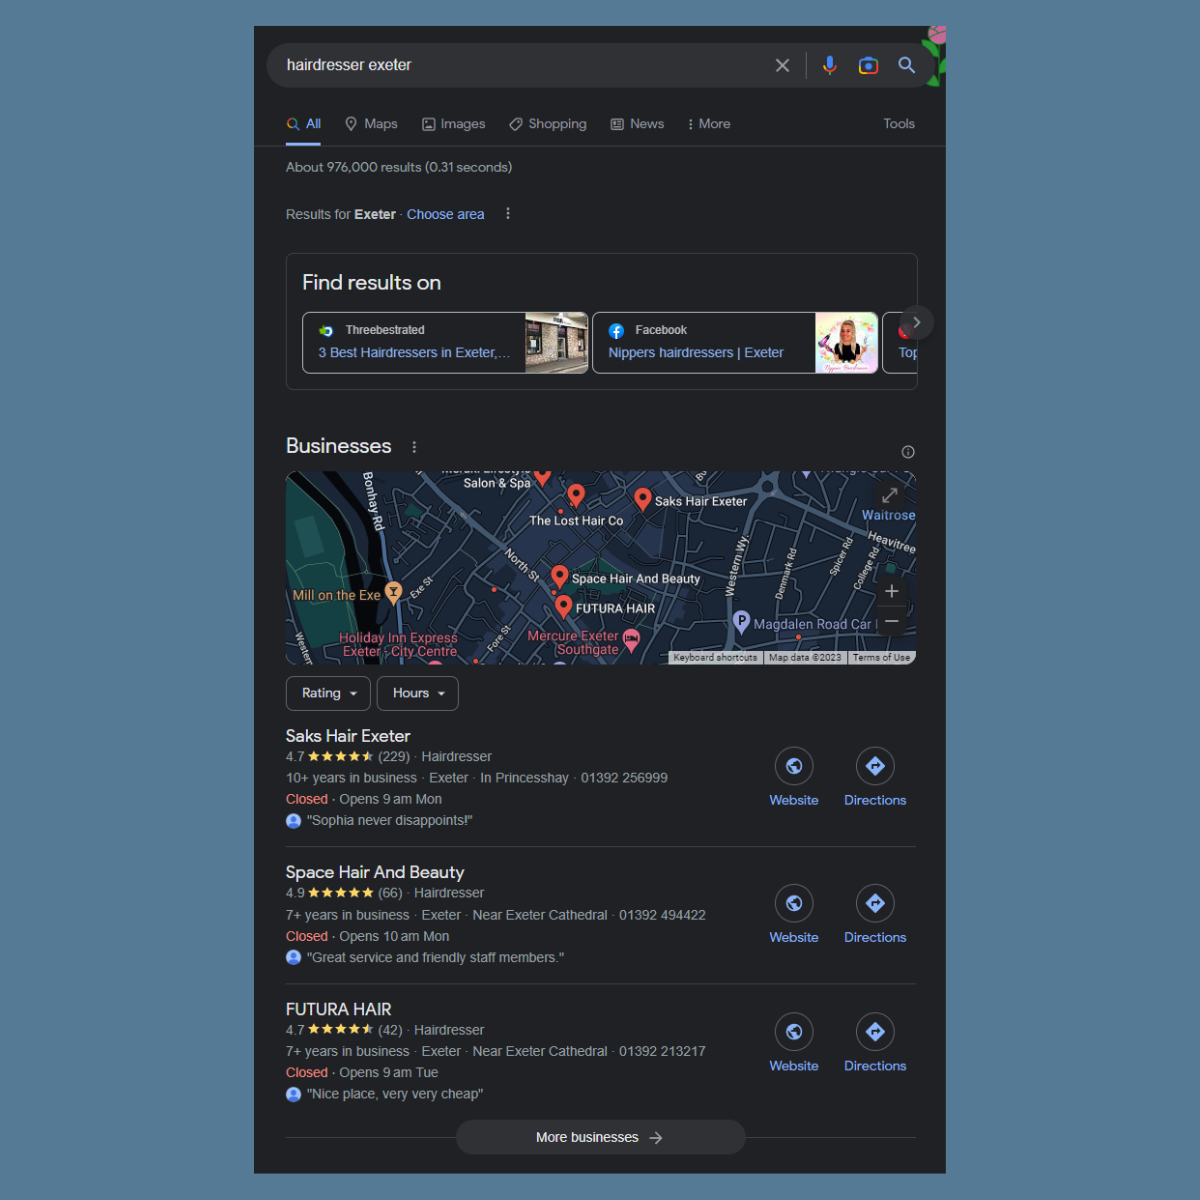 hairdresser exeter
All Maps Images Shopping News More Tools
About 976,000 results (0.31 seconds)
Results for Exeter · Choose area
Find results on
Threebestrated
3 Best Hairdressers in Exeter,...
Facebook
Nippers hairdressers | Exeter
Top
Businesses
Salon & Spa
The Lost Hair Co
Saks Hair Exeter
Waitrose
Heavitree
Bonhay Rd
North St
Exe St
Fore St
Western Wy.
Denmark Rd
Spicer Rd
College Rd
Western
Space Hair And Beauty
FUTURA HAIR
Mill on the Exe
Holiday Inn Express
Exeter - City Centre
Mercure Exeter
Southgate
P
Magdalen Road Car
Keyboard shortcuts Map data ©2023 Terms of Use
Rating Hours
Saks Hair Exeter
4.7 (229) · Hairdresser
10+ years in business · Exeter · In Princesshay · 01392 256999
Closed · Opens 9 am Mon
"Sophia never disappoints!"
Website Directions
Space Hair And Beauty
4.9 (66) · Hairdresser
7+ years in business · Exeter · Near Exeter Cathedral · 01392 494422
Closed · Opens 10 am Mon
"Great service and friendly staff members."
Website Directions
FUTURA HAIR
4.7 (42) · Hairdresser
7+ years in business · Exeter · Near Exeter Cathedral · 01392 213217
Closed · Opens 9 am Tue
"Nice place, very very cheap"
Website Directions
More businesses